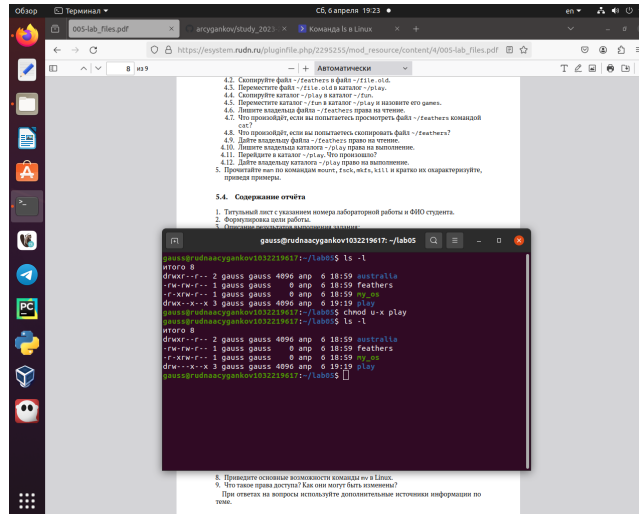 Обзор
Терминал
Сб, 6 апреля 19:23
en
005-lab_files.pdf
arcygankov/study_2023
Команда ls в Linux
https://esystem.rudn.ru/pluginfile.php/2295255/mod_resource/content/4/005-lab_files.pdf
8 из 9
Автоматически
4.2. Скопируйте файл ~/feathers в файл ~/file.old.
4.3. Переместите файл ~/file.old в каталог ~/play.
4.4. Скопируйте каталог ~/play в каталог ~/fun.
4.5. Переместите каталог ~/fun в каталог ~/play и назовите его games.
4.6. Лишите владельца файла ~/feathers права на чтение.
4.7. Что произойдёт, если вы попытаетесь просмотреть файл ~/feathers командой
cat?
4.8. Что произойдёт, если вы попытаетесь скопировать файл ~/feathers?
4.9. Дайте владельцу файла ~/feathers право на чтение.
4.10. Лишите владельца каталога ~/play права на выполнение.
4.11. Перейдите в каталог ~/play. Что произошло?
4.12. Дайте владельцу каталога ~/play право на выполнение.
5. Прочитайте man по командам mount, fsck, mkfs, kill и кратко их охарактеризуйте,
приведя примеры.
5.4. Содержание отчёта
1. Титульный лист с указанием номера лабораторной работы и ФИО студента.
2. Формулировка цели работы.
3. Описание результатов выполнения задания:
gauss@rudnaacygankov1032219617: ~/lab05
gauss@rudnaacygankov1032219617:~/lab05$ ls -l
итого 8
drwxr--r-- 2 gauss gauss 4096 апр 6 18:59 australia
-rw-rw-r-- 1 gauss gauss 0 апр 6 18:59 feathers
-r-xrw-r-- 1 gauss gauss 0 апр 6 18:59 my_os
drwx--x--x 3 gauss gauss 4096 апр 6 19:19 play
gauss@rudnaacygankov1032219617:~/lab05$ chmod u-x play
gauss@rudnaacygankov1032219617:~/lab05$ ls -l
итого 8
drwxr--r-- 2 gauss gauss 4096 апр 6 18:59 australia
-rw-rw-r-- 1 gauss gauss 0 апр 6 18:59 feathers
-r-xrw-r-- 1 gauss gauss 0 апр 6 18:59 my_os
drw---x--x 3 gauss gauss 4096 апр 6 19:19 play
gauss@rudnaacygankov1032219617:~/lab05$
8. Приведите основные возможности команды mv в Linux.
9. Что такое права доступа? Как они могут быть изменены?
При ответах на вопросы используйте дополнительные источники информации по
теме.
PC